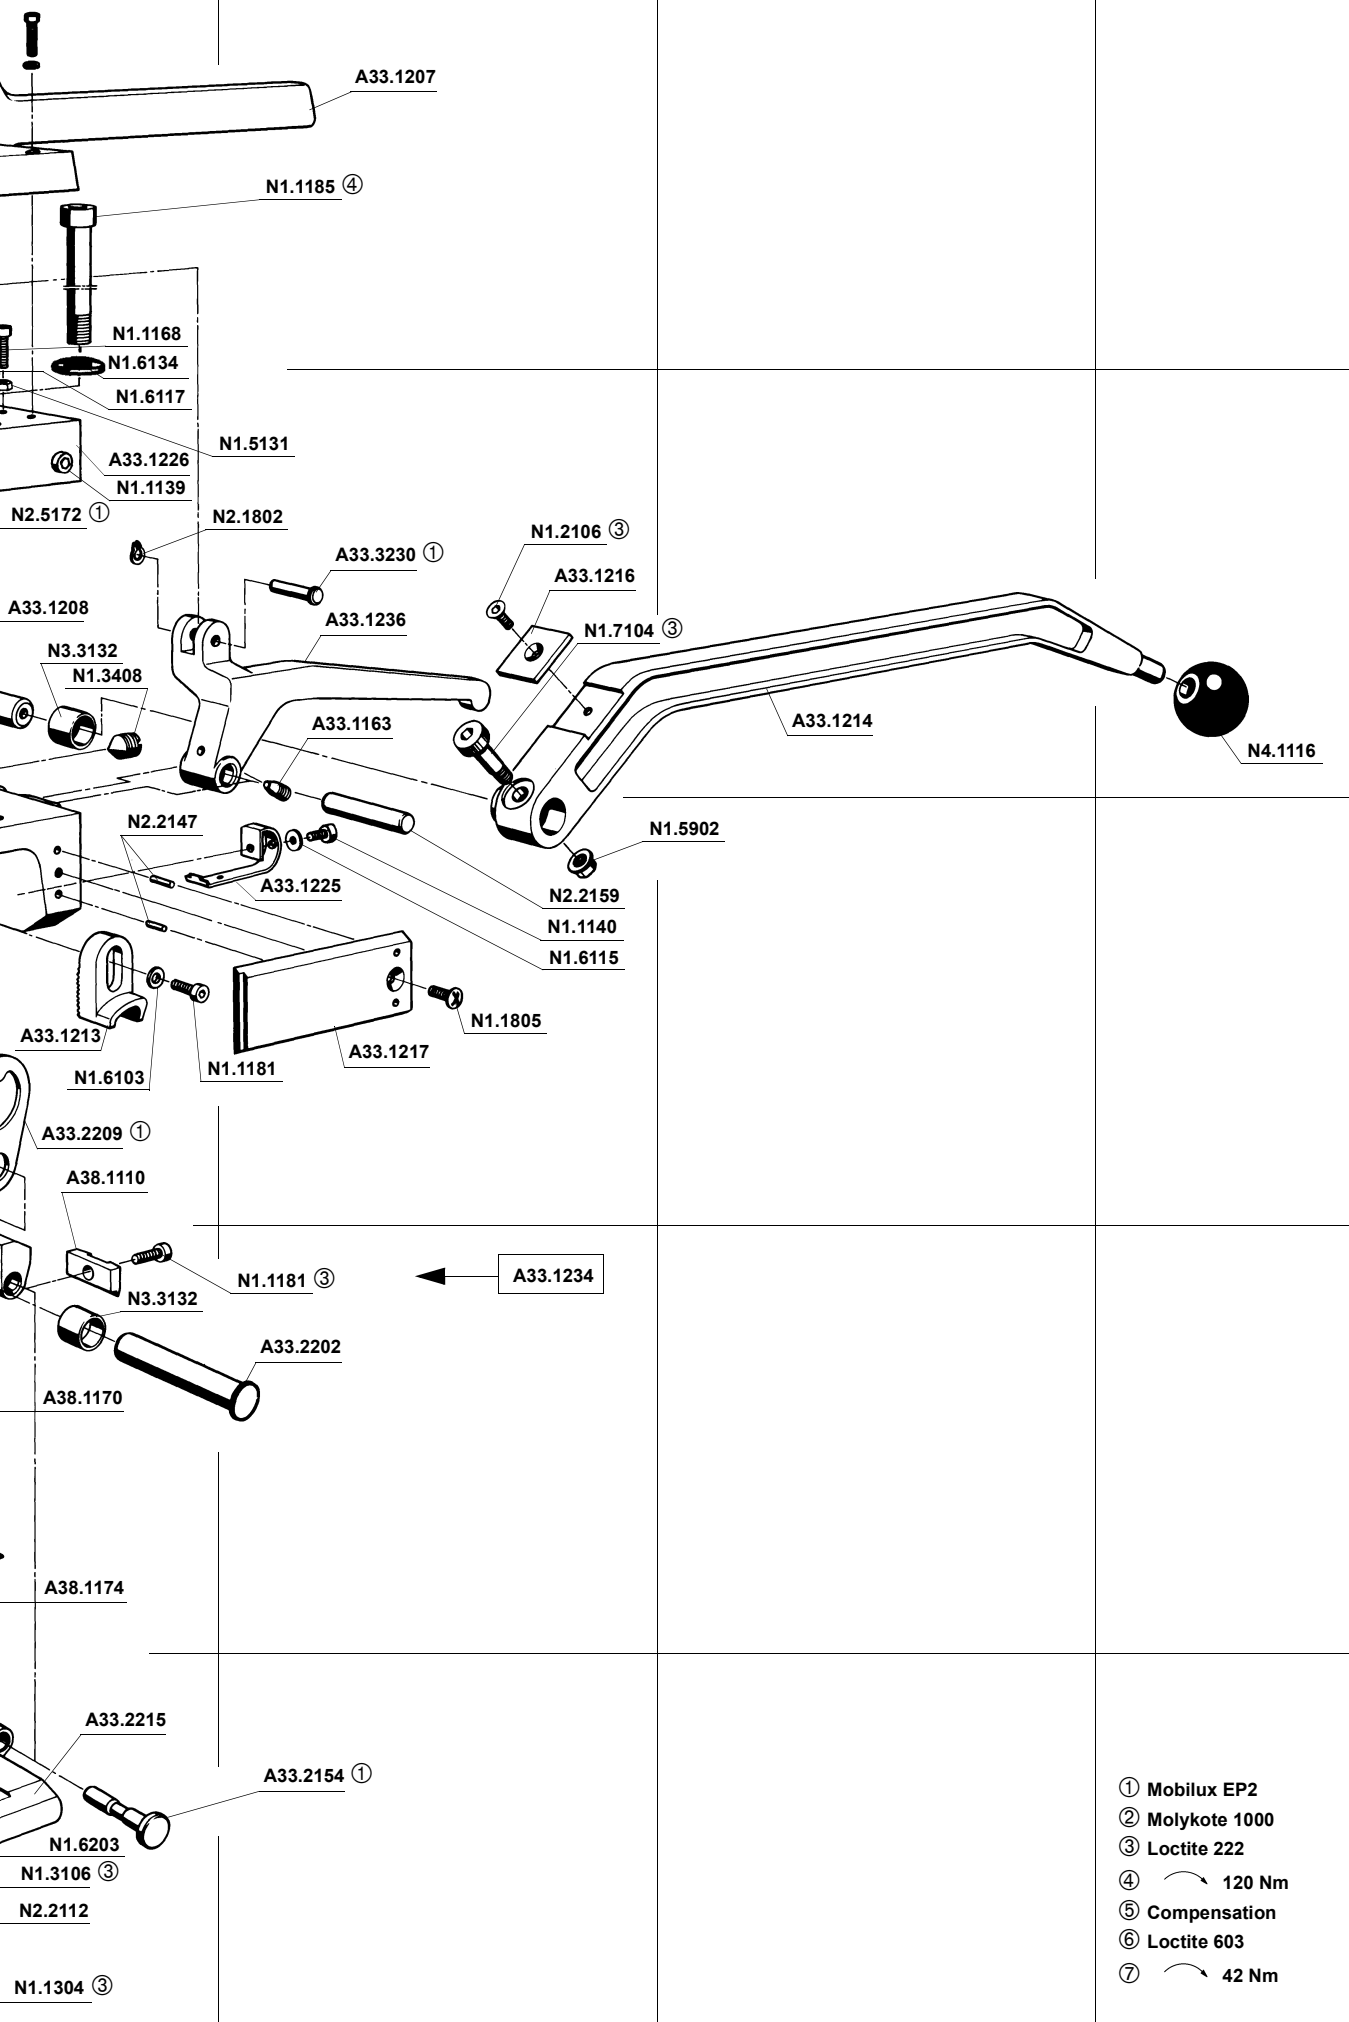 A33.1207
N1.1185 ④
N1.1168
N1.6134
N1.6117
N1.5131
A33.1226
N1.1139
N2.5172 ①
N2.1802
N1.2106 ③
A33.3230 ①
A33.1216
A33.1208
A33.1236
N1.7104 ③
N3.3132
N1.3408
A33.1163
A33.1214
N4.1116
N2.2147
N1.5902
A33.1225
N2.2159
N1.1140
N1.6115
N1.1805
A33.1213
A33.1217
N1.6103
N1.1181
A33.2209 ①
A38.1110
N1.1181 ③
A33.1234
N3.3132
A33.2202
A38.1170
A38.1174
A33.2215
A33.2154 ①
① Mobilux EP2
② Molykote 1000
N1.6203
③ Loctite 222
N1.3106 ③
④ 120 Nm
N2.2112
⑤ Compensation
⑥ Loctite 603
⑦ 42 Nm
N1.1304 ③